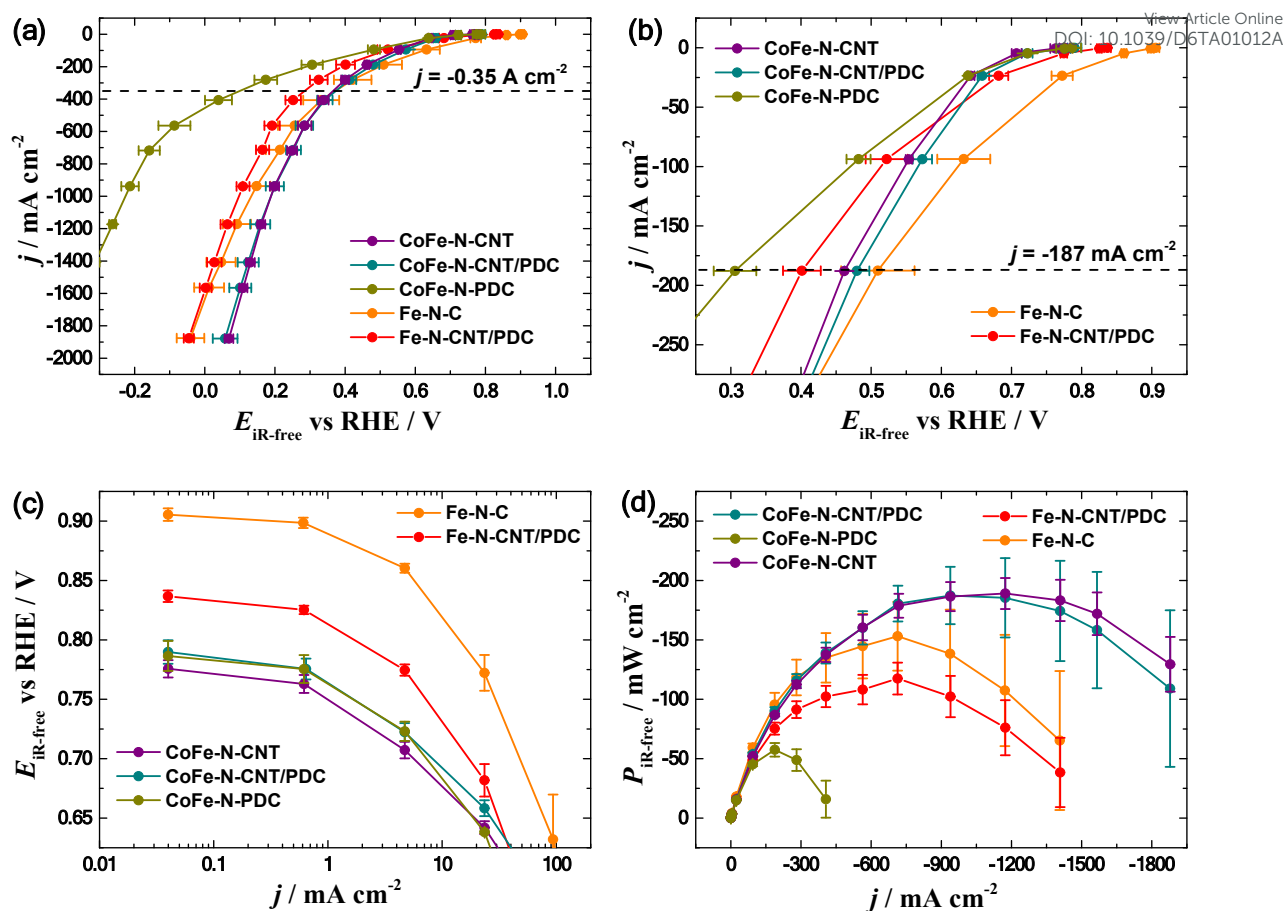 View Article Online
DOI: 10.1039/D6TA01012A
(a)
0
-200
-400
-600
-800
-1000
-1200
-1400
-1600
-1800
-2000
j / mA cm-2
j = -0.35 A cm-2
CoFe-N-CNT
CoFe-N-CNT/PDC
CoFe-N-PDC
Fe-N-C
Fe-N-CNT/PDC
-0.2 0.0 0.2 0.4 0.6 0.8 1.0
EiR-free vs RHE / V
(b)
0
-50
-100
-150
-200
-250
j / mA cm-2
CoFe-N-CNT
CoFe-N-CNT/PDC
CoFe-N-PDC
j = -187 mA cm-2
Fe-N-C
Fe-N-CNT/PDC
0.3 0.4 0.5 0.6 0.7 0.8 0.9
EiR-free vs RHE / V
(c)
0.90
0.85
0.80
0.75
0.70
0.65
EiR-free vs RHE / V
Fe-N-C
Fe-N-CNT/PDC
CoFe-N-CNT
CoFe-N-CNT/PDC
CoFe-N-PDC
0.01 0.1 1 10 100
j / mA cm-2
(d)
-250
-200
-150
-100
-50
0
PiR-free / mW cm-2
CoFe-N-CNT/PDC
CoFe-N-PDC
CoFe-N-CNT
Fe-N-CNT/PDC
Fe-N-C
0 -300 -600 -900 -1200 -1500 -1800
j / mA cm-2